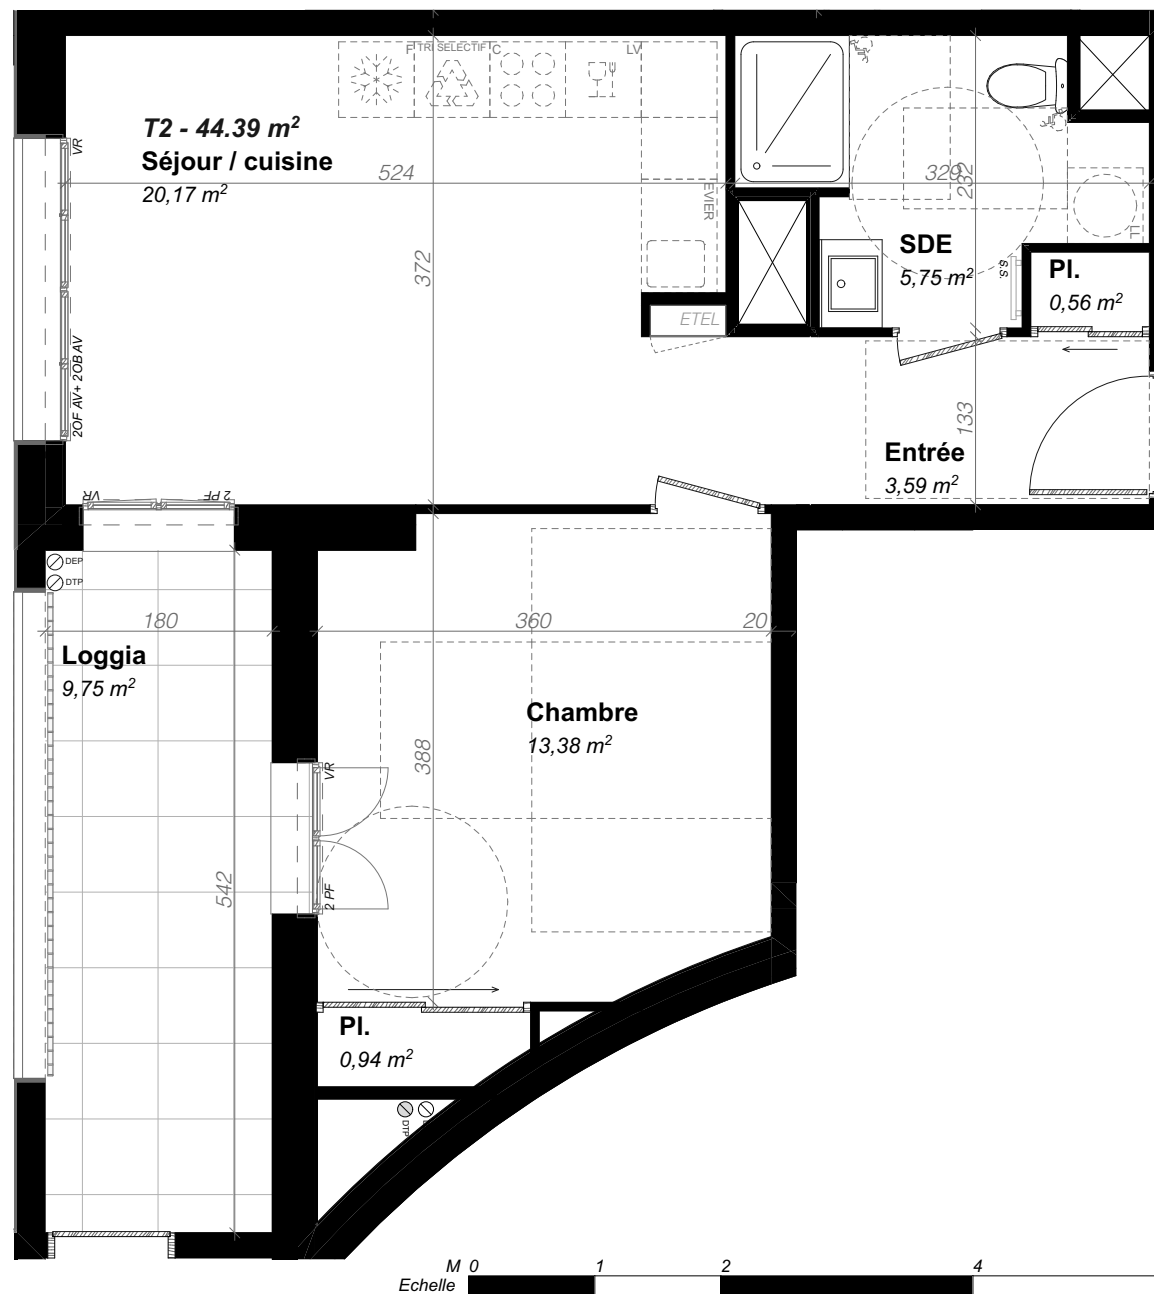 F TRI SELECTIF C LV
VR
T2 - 44.39 m²
Séjour / cuisine
20,17 m²
524
329
232
EVIER
372
SDE
5,75 m²
LL
S.S.
Pl.
0,56 m²
ETEL
2OF AV+ 2OB AV
133
Entrée
3,59 m²
VR
2 PF
DEP
DTP
180
360
20
Loggia
9,75 m²
Chambre
13,38 m²
388
VR
542
2 PF
Pl.
0,94 m²
DTP
M 0 1 2 4
Echelle